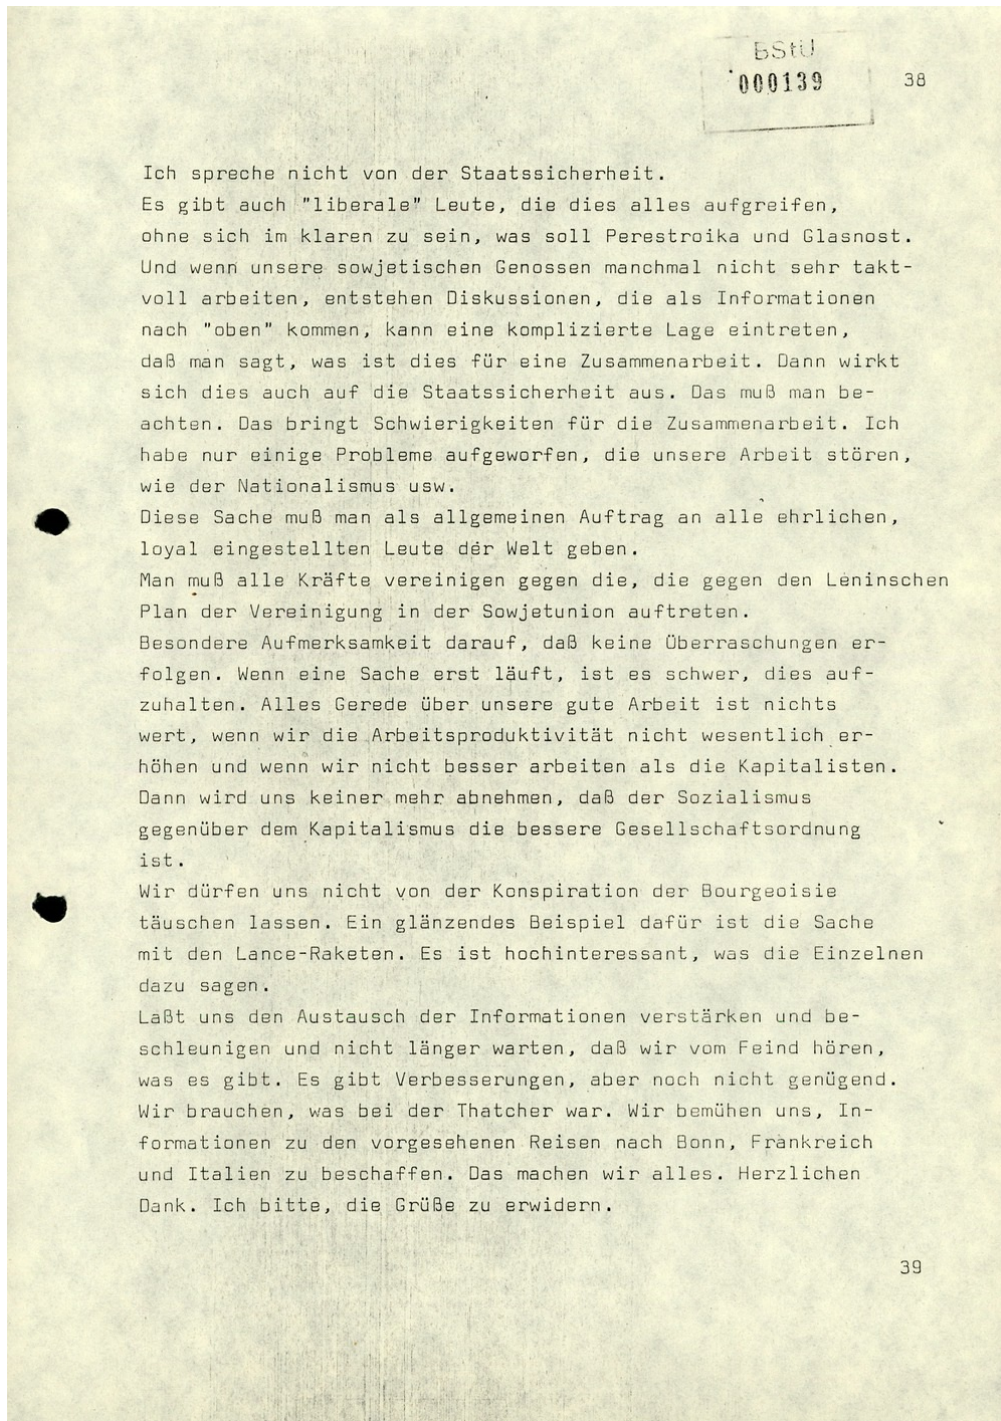 BStU
000139
38
Ich spreche nicht von der Staatssicherheit.
Es gibt auch "liberale" Leute, die dies alles aufgreifen,
ohne sich im klaren zu sein, was soll Perestroika und Glasnost.
Und wenn unsere sowjetischen Genossen manchmal nicht sehr takt-
voll arbeiten, entstehen Diskussionen, die als Informationen
nach "oben" kommen, kann eine komplizierte Lage eintreten,
daß man sagt, was ist dies für eine Zusammenarbeit. Dann wirkt
sich dies auch auf die Staatssicherheit aus. Das muß man be-
achten. Das bringt Schwierigkeiten für die Zusammenarbeit. Ich
habe nur einige Probleme aufgeworfen, die unsere Arbeit stören,
wie der Nationalismus usw.
Diese Sache muß man als allgemeinen Auftrag an alle ehrlichen,
loyal eingestellten Leute der Welt geben.
Man muß alle Kräfte vereinigen gegen die, die gegen den Leninschen
Plan der Vereinigung in der Sowjetunion auftreten.
Besondere Aufmerksamkeit darauf, daß keine Überraschungen er-
folgen. Wenn eine Sache erst läuft, ist es schwer, dies auf-
zuhalten. Alles Gerede über unsere gute Arbeit ist nichts
wert, wenn wir die Arbeitsproduktivität nicht wesentlich er-
höhen und wenn wir nicht besser arbeiten als die Kapitalisten.
Dann wird uns keiner mehr abnehmen, daß der Sozialismus
gegenüber dem Kapitalismus die bessere Gesellschaftsordnung
ist.
Wir dürfen uns nicht von der Konspiration der Bourgeoisie
täuschen lassen. Ein glänzendes Beispiel dafür ist die Sache
mit den Lance-Raketen. Es ist hochinteressant, was die Einzelnen
dazu sagen.
Laßt uns den Austausch der Informationen verstärken und be-
schleunigen und nicht länger warten, daß wir vom Feind hören,
was es gibt. Es gibt Verbesserungen, aber noch nicht genügend.
Wir brauchen, was bei der Thatcher war. Wir bemühen uns, In-
formationen zu den vorgesehenen Reisen nach Bonn, Frankreich
und Italien zu beschaffen. Das machen wir alles. Herzlichen
Dank. Ich bitte, die Grüße zu erwidern.
39